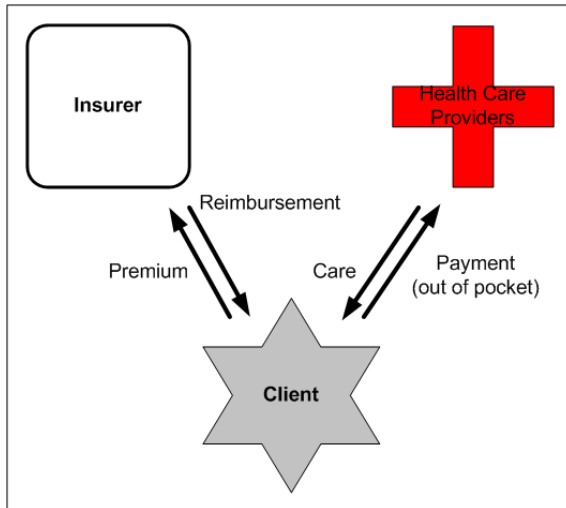 Insurer
Health Care
Providers
Reimbursement
Premium
Care
Payment
(out of pocket)
Client